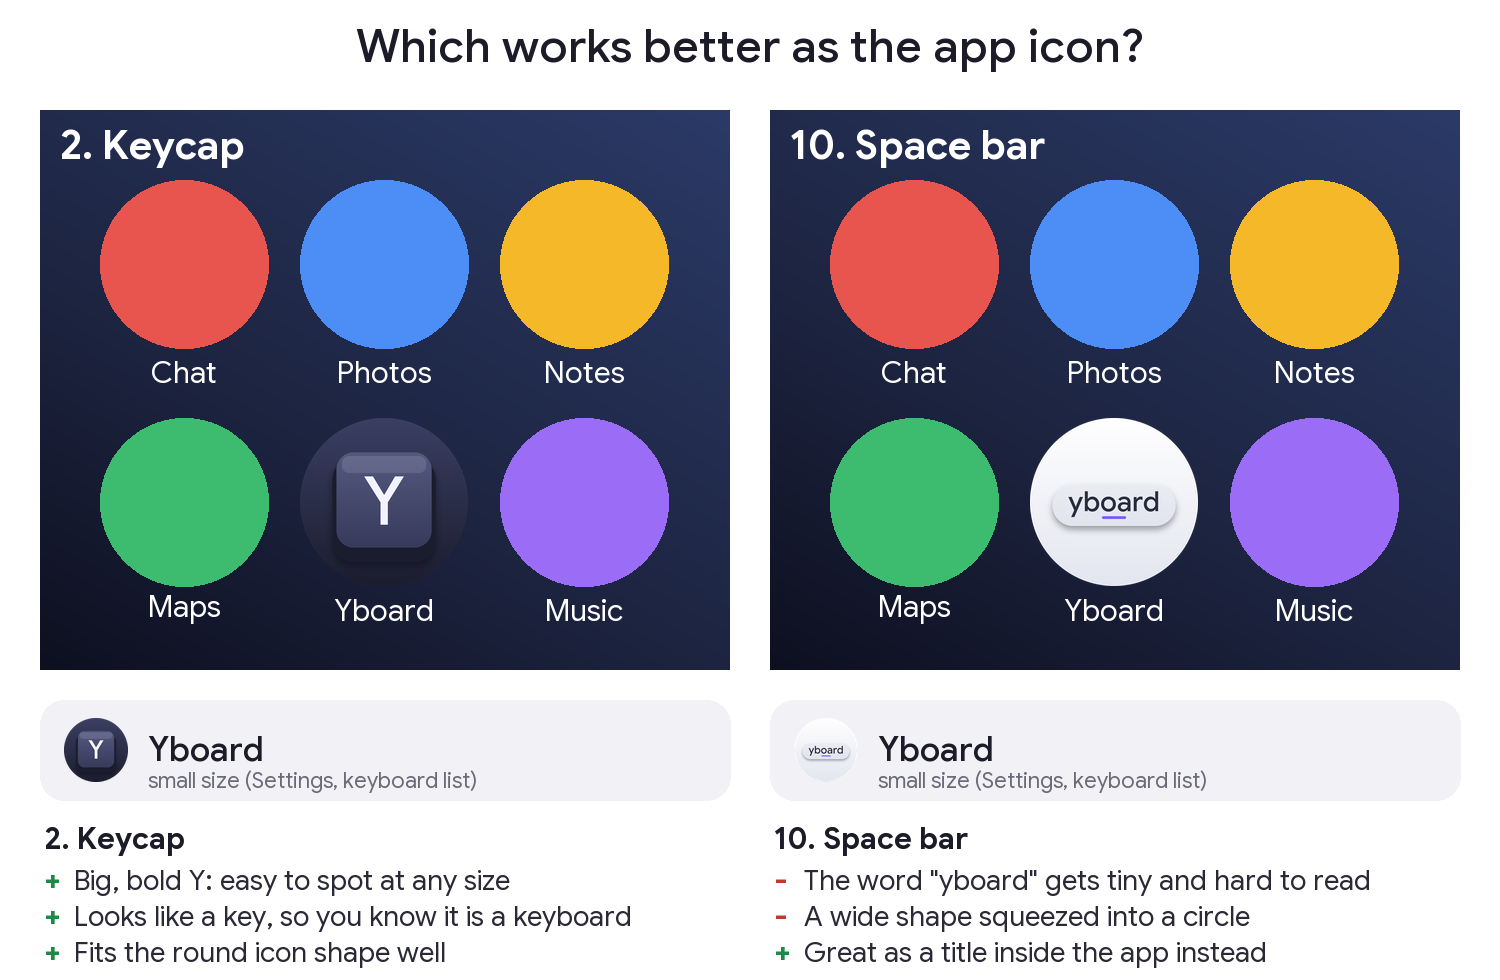 Which works better as the app icon?
2. Keycap
Chat Photos Notes
Y
Maps Yboard Music
10. Space bar
Chat Photos Notes
yboard
Maps Yboard Music
Y
Yboard
small size (Settings, keyboard list)
yboard
Yboard
small size (Settings, keyboard list)
2. Keycap
+ Big, bold Y: easy to spot at any size
+ Looks like a key, so you know it is a keyboard
+ Fits the round icon shape well
10. Space bar
- The word "yboard" gets tiny and hard to read
- A wide shape squeezed into a circle
+ Great as a title inside the app instead